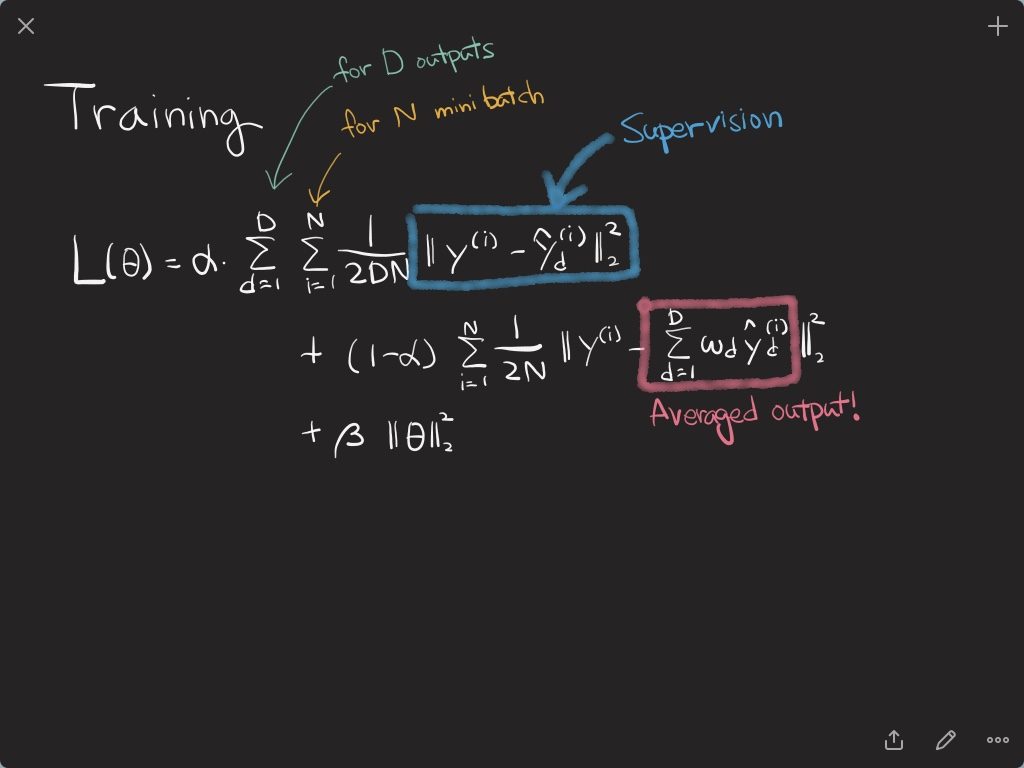 for D outputs
for N mini batch
Training
Supervision
L(θ) = α · Σ_{d=1}^{D} Σ_{i=1}^{N} 1/2DN ‖ y^{(i)} − ŷ_d^{(i)} ‖_2^2
+ (1−α) Σ_{i=1}^{N} 1/2N ‖ y^{(i)} − Σ_{d=1}^{D} ω_d ŷ_d^{(i)} ‖_2^2
Averaged output!
+ β ‖θ‖_2^2